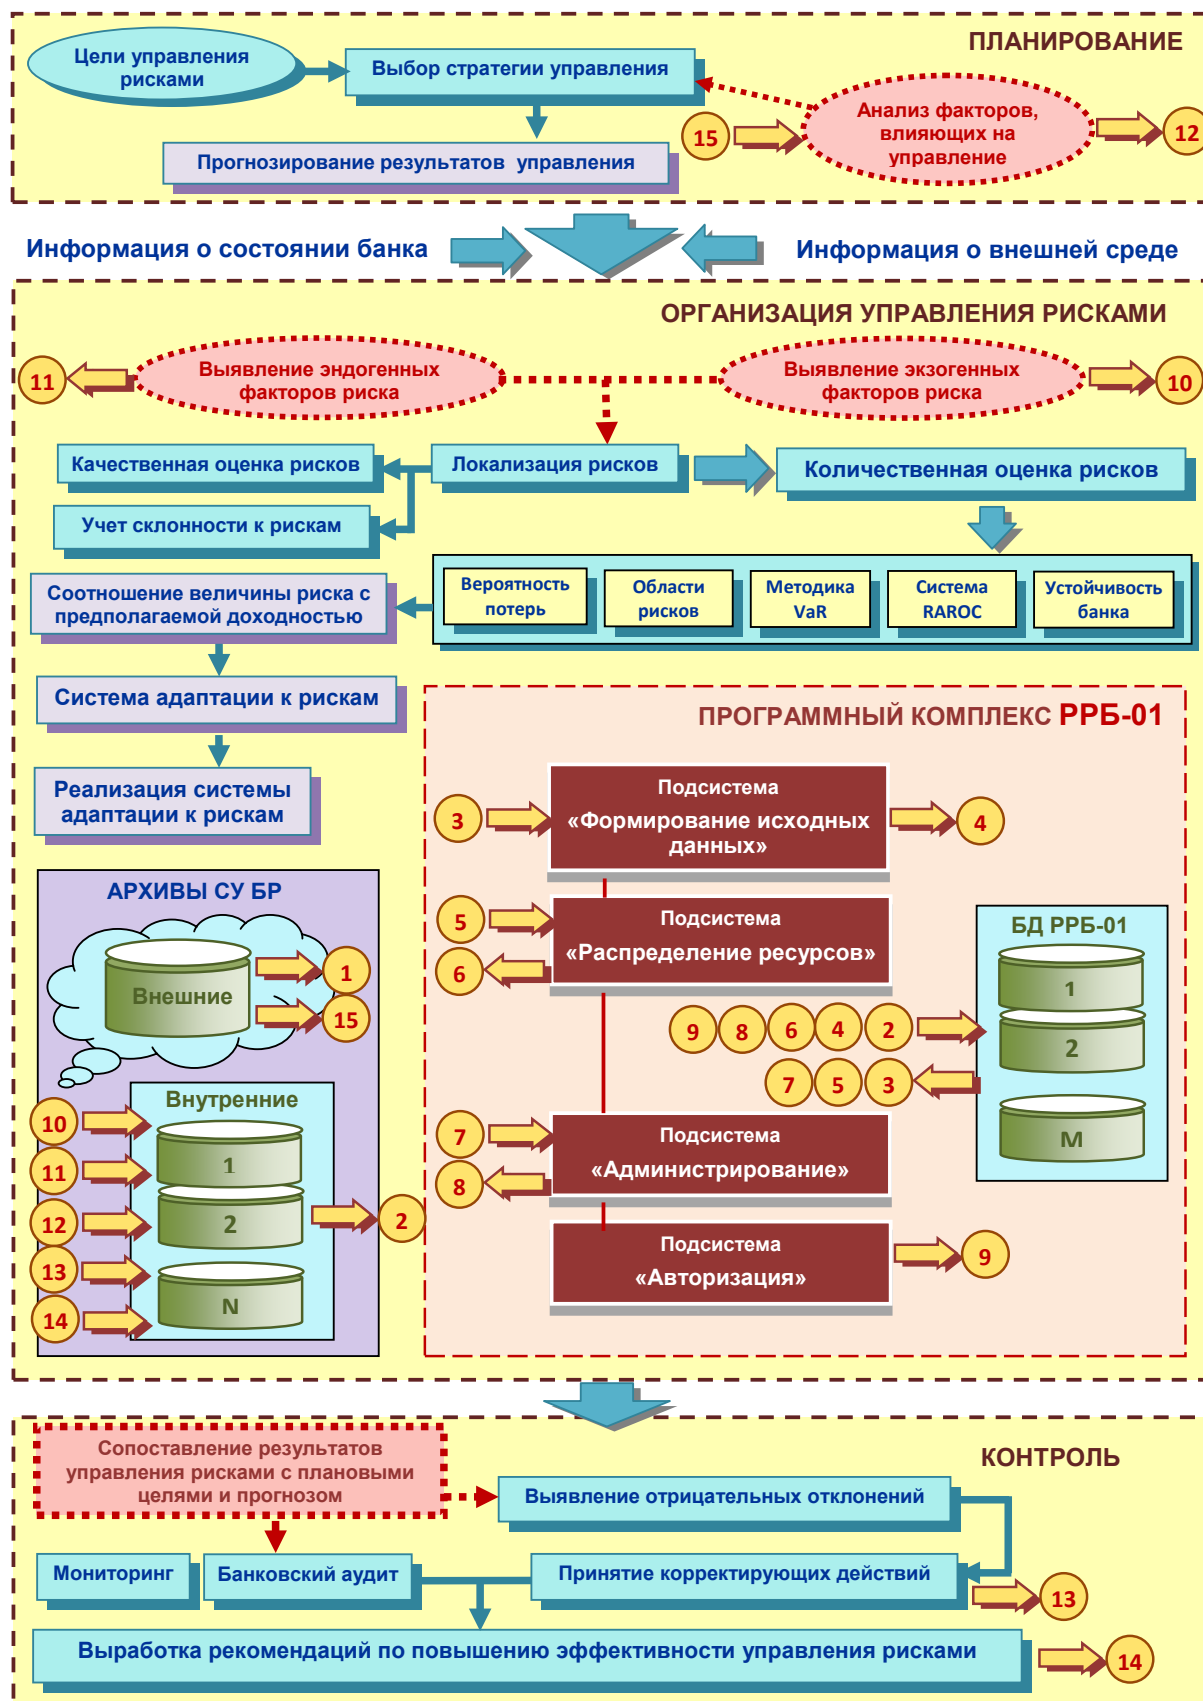 ПЛАНИРОВАНИЕ
Цели управления
рисками
Выбор стратегии управления
Анализ факторов,
влияющих на
управление
15
12
Прогнозирование результатов управления
Информация о состоянии банка
Информация о внешней среде
ОРГАНИЗАЦИЯ УПРАВЛЕНИЯ РИСКАМИ
11
Выявление эндогенных
факторов риска
Выявление экзогенных
факторов риска
10
Качественная оценка рисков
Локализация рисков
Количественная оценка рисков
Учет склонности к рискам
Вероятность
потерь
Области
рисков
Методика
VaR
Система
RAROC
Устойчивость
банка
Соотношение величины риска с
предполагаемой доходностью
Система адаптации к рискам
Реализация системы
адаптации к рискам
ПРОГРАММНЫЙ КОМПЛЕКС РРБ-01
3
Подсистема
«Формирование исходных
данных»
4
5
6
Подсистема
«Распределение ресурсов»
9 8 6 4 2
7 5 3
БД РРБ-01
1
2
M
7
8
Подсистема
«Администрирование»
Подсистема
«Авторизация»
9
АРХИВЫ СУ БР
Внешние
1
15
Внутренние
10
11
12
13
14
1
2
N
2
КОНТРОЛЬ
Сопоставление результатов
управления рисками с плановыми
целями и прогнозом
Выявление отрицательных отклонений
Мониторинг
Банковский аудит
Принятие корректирующих действий
13
Выработка рекомендаций по повышению эффективности управления рисками
14